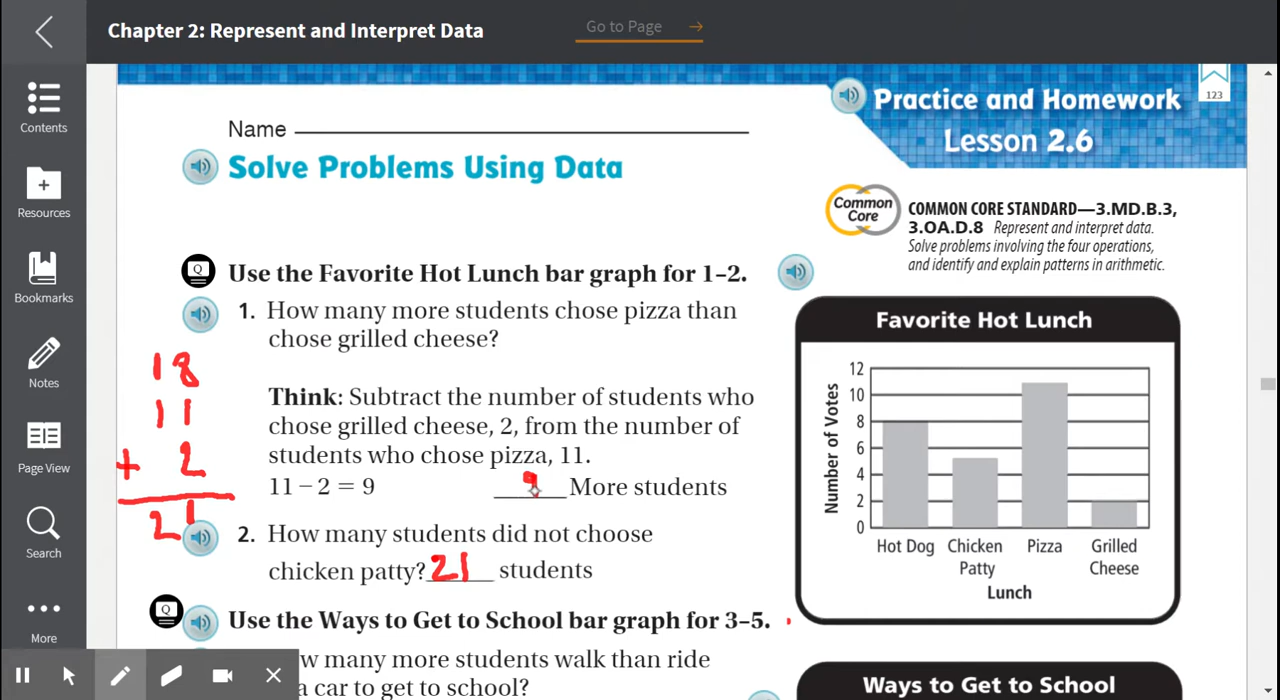 Chapter 2: Represent and Interpret Data
Go to Page →
Contents
Resources
Bookmarks
Notes
Page View
Search
More
123
Practice and Homework
Lesson 2.6
Name
Solve Problems Using Data
Common
Core
COMMON CORE STANDARD—3.MD.B.3,
3.OA.D.8 Represent and interpret data.
Solve problems involving the four operations,
and identify and explain patterns in arithmetic.
Q
Use the Favorite Hot Lunch bar graph for 1–2.
1. How many more students chose pizza than
chose grilled cheese?
Think: Subtract the number of students who
chose grilled cheese, 2, from the number of
students who chose pizza, 11.
11 − 2 = 9
9 More students
18
11
+ 2
21
2. How many students did not choose
chicken patty? 21 students
Q
Use the Ways to Get to School bar graph for 3–5.
w many more students walk than ride
a car to get to school?
Favorite Hot Lunch
Number of Votes
12
10
8
6
4
2
0
Hot Dog
Chicken
Patty
Pizza
Grilled
Cheese
Lunch
Ways to Get to School